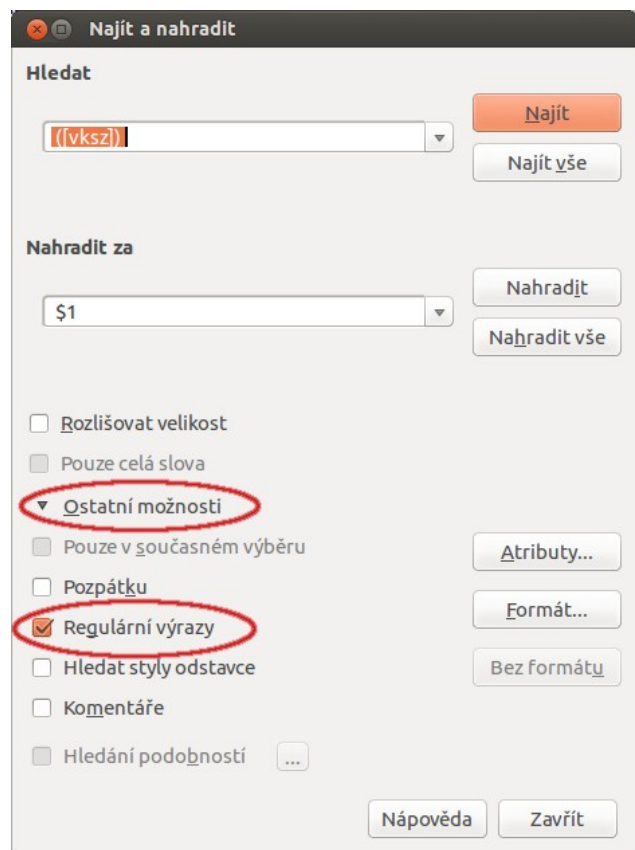 Najít a nahradit
Hledat
([vksz])
Najít
Najít vše
Nahradit za
$1
Nahradit
Nahradit vše
Rozlišovat velikost
Pouze celá slova
Ostatní možnosti
Pouze v současném výběru
Atributy...
Pozpátku
Formát...
Regulární výrazy
Hledat styly odstavce
Bez formátu
Komentáře
Hledání podobností
...
Nápověda
Zavřít